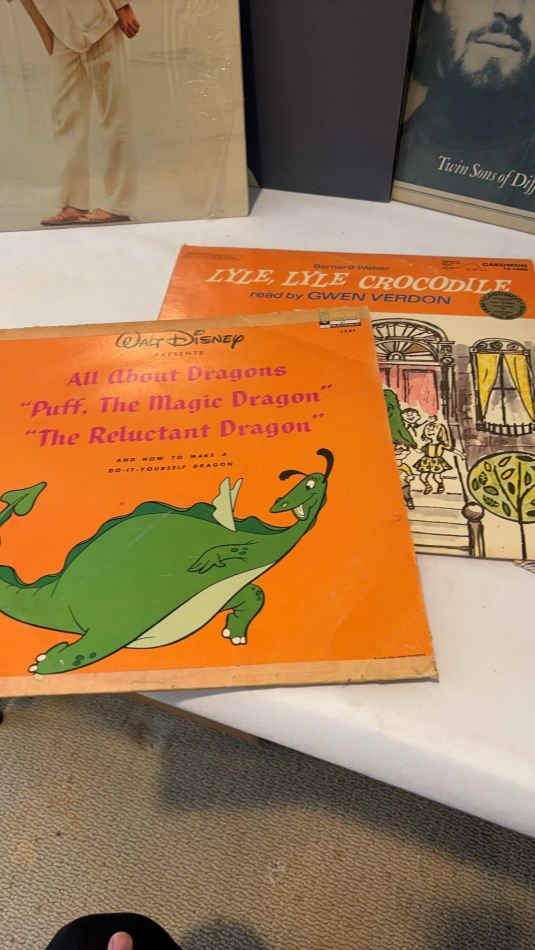 Twin Sons of Diff
Bernard Waber
CAEDMON
LYLE, LYLE CROCODILE
read by GWEN VERDON
WALT DISNEY
PRESENTS
All About Dragons
"Puff, The Magic Dragon"
"The Reluctant Dragon"
AND HOW TO MAKE A
DO-IT-YOURSELF DRAGON